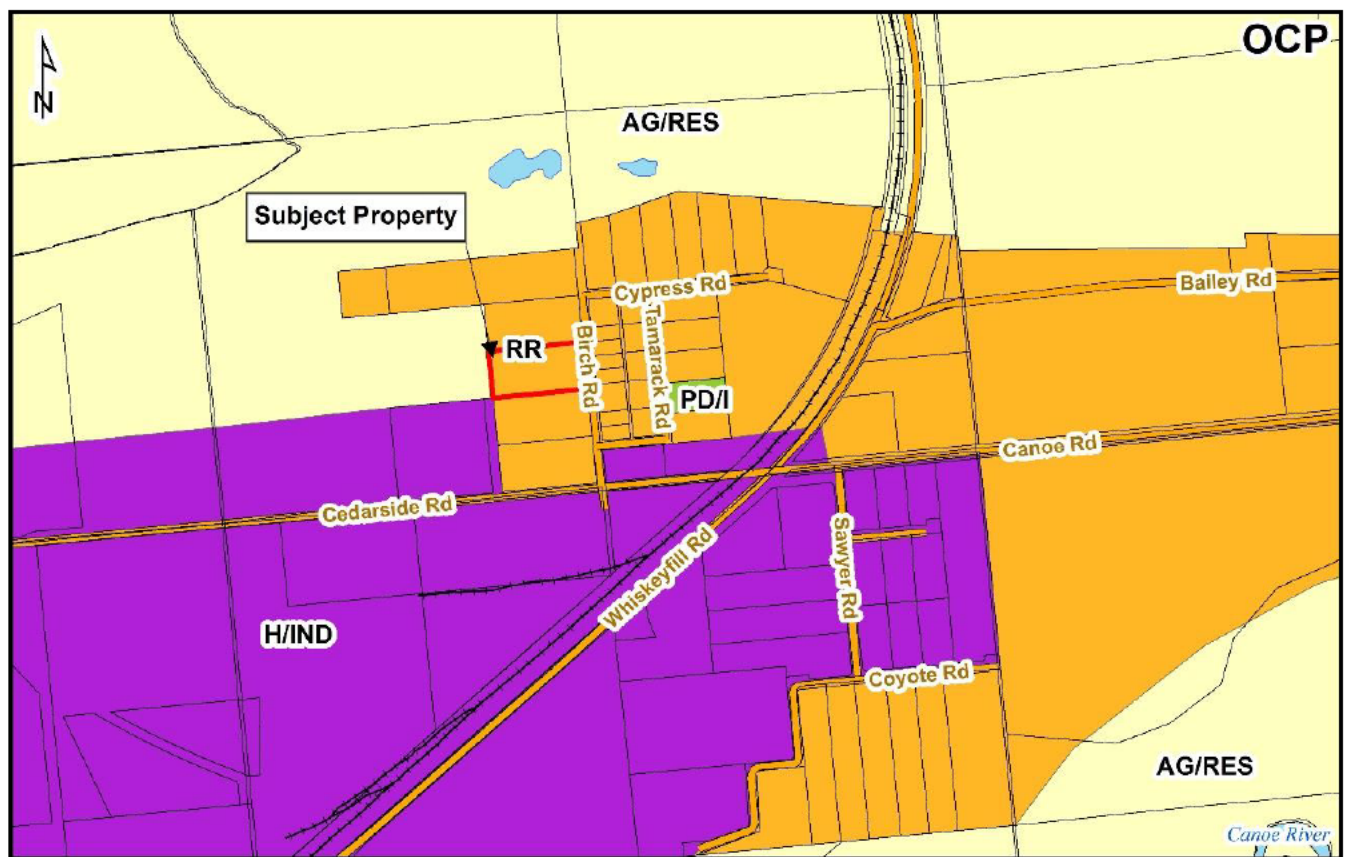 OCP
N
AG/RES
Subject Property
Cypress Rd
Bailey Rd
RR
Birch Rd
Tamarack Rd
PD/I
Canoe Rd
Cedarside Rd
Sawyer Rd
Whiskeyfill Rd
H/IND
Coyote Rd
AG/RES
Canoe River